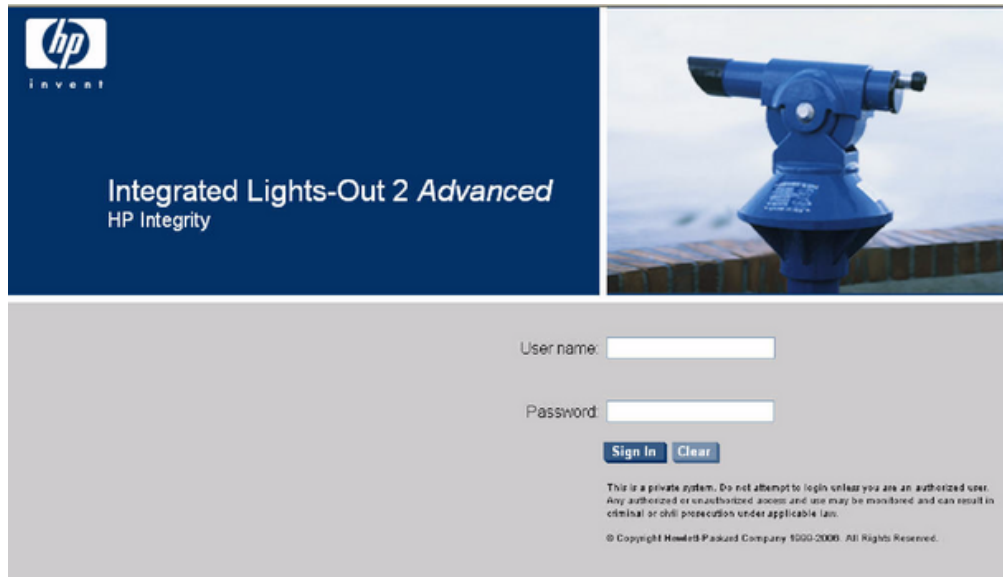 hp
invent
Integrated Lights-Out 2 Advanced
HP Integrity
User name:
Password:
Sign In Clear
This is a private system. Do not attempt to login unless you are an authorized user.
Any authorized or unauthorized access and use may be monitored and can result in
criminal or civil prosecution under applicable law.
© Copyright Hewlett-Packard Company 1999-2006. All Rights Reserved.